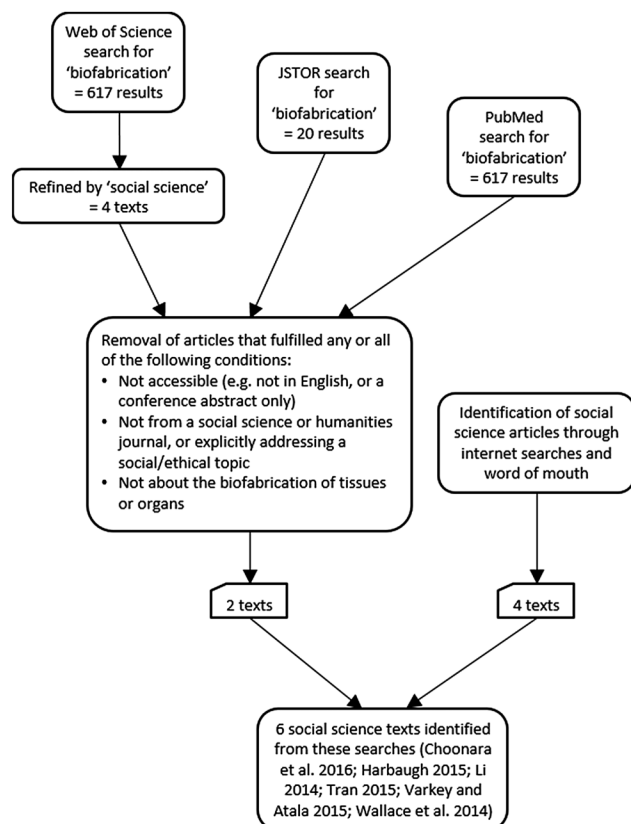 Web of Science
search for
‘biofabrication’
= 617 results
JSTOR search
for
‘biofabrication’
= 20 results
PubMed
search for
‘biofabrication’
= 617 results
Refined by ‘social science’
= 4 texts
Removal of articles that fulfilled any or all
of the following conditions:
• Not accessible (e.g. not in English, or a
conference abstract only)
• Not from a social science or humanities
journal, or explicitly addressing a
social/ethical topic
• Not about the biofabrication of tissues
or organs
Identification of social
science articles through
internet searches and
word of mouth
2 texts
4 texts
6 social science texts identified
from these searches (Choonara
et al. 2016; Harbaugh 2015; Li
2014; Tran 2015; Varkey and
Atala 2015; Wallace et al. 2014)